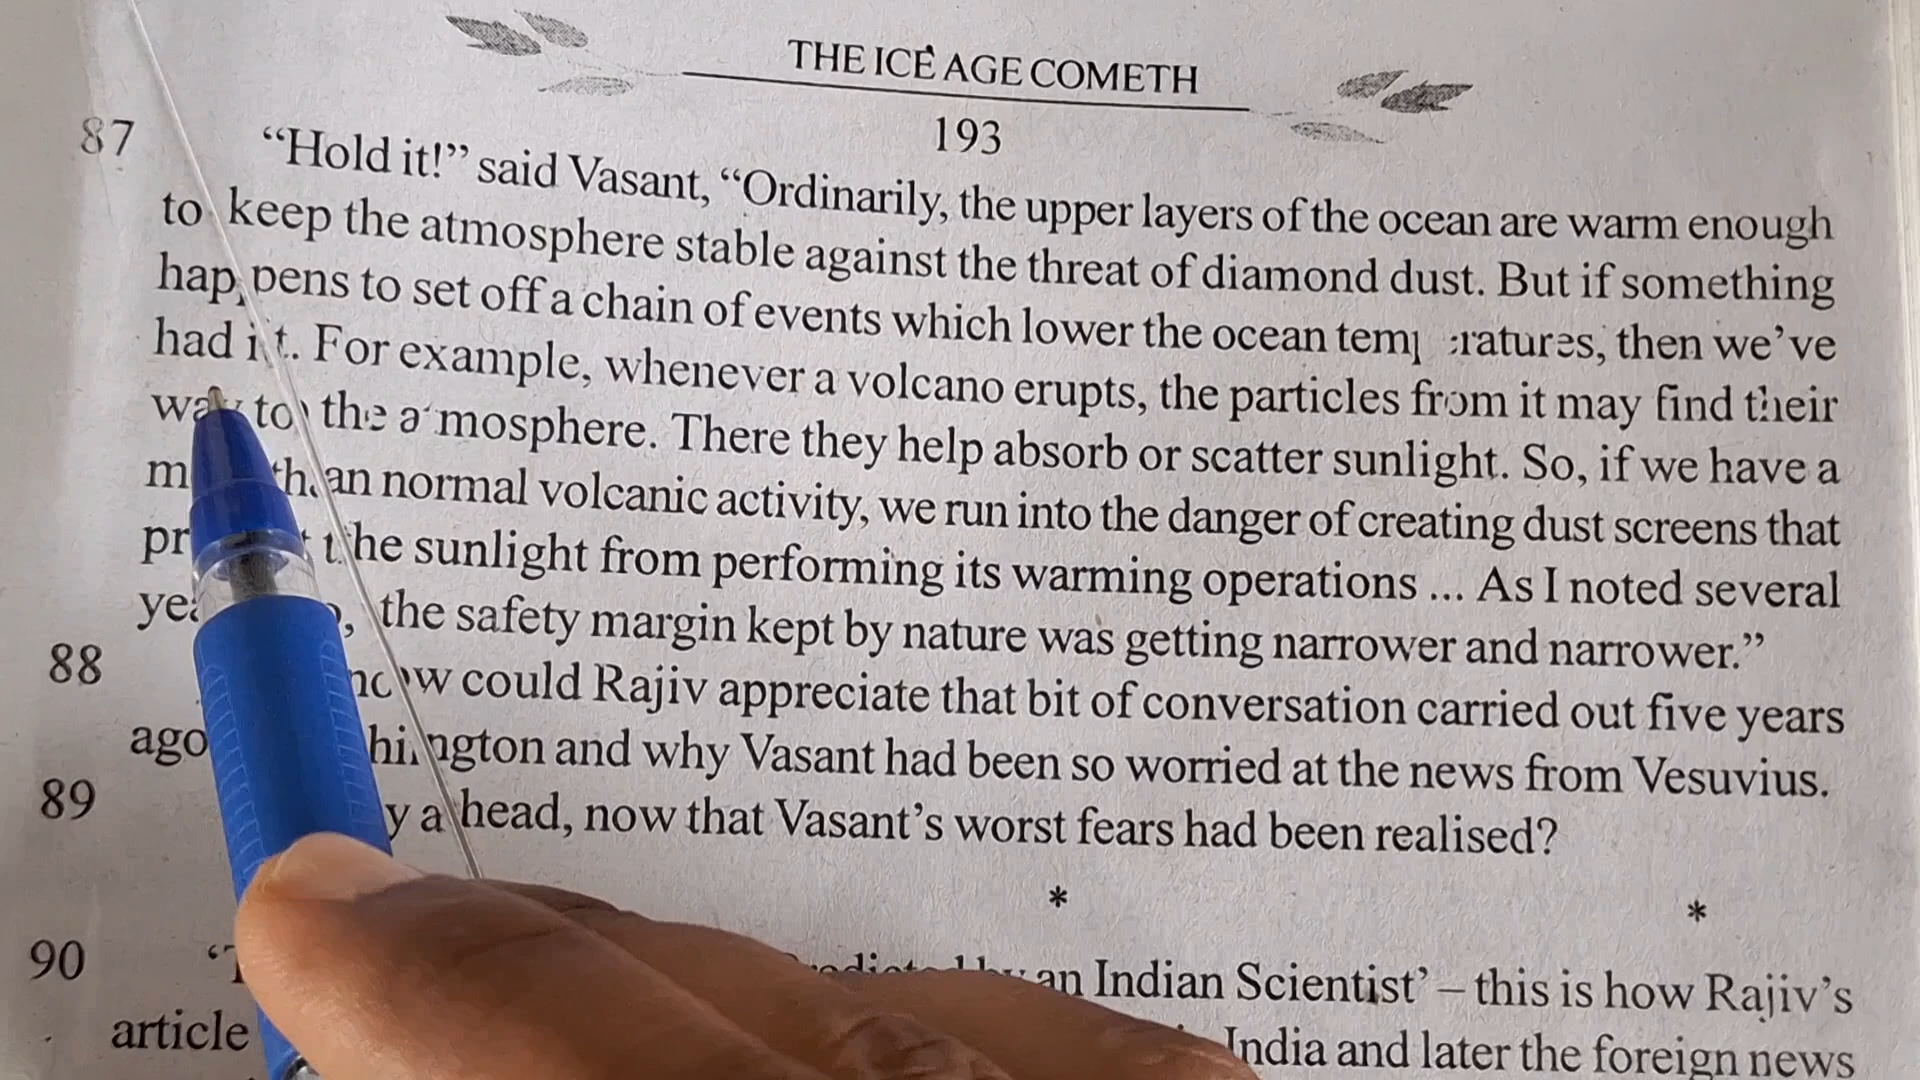 THE ICE AGE COMETH
193
87 “Hold it!” said Vasant, “Ordinarily, the upper layers of the ocean are warm enough
to keep the atmosphere stable against the threat of diamond dust. But if something
happens to set off a chain of events which lower the ocean temperatures, then we’ve
had it. For example, whenever a volcano erupts, the particles from it may find their
way to the atmosphere. There they help absorb or scatter sunlight. So, if we have a
than normal volcanic activity, we run into the danger of creating dust screens that
the sunlight from performing its warming operations ... As I noted several
the safety margin kept by nature was getting narrower and narrower.”
88 could Rajiv appreciate that bit of conversation carried out five years
ago and why Vasant had been so worried at the news from Vesuvius.
89 ahead, now that Vasant’s worst fears had been realised?
* *
90 an Indian Scientist’ – this is how Rajiv’s
article India and later the foreign news